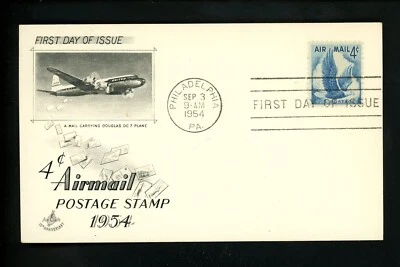 FIRST DAY OF ISSUE
A MAIL CARRYING DOUGLAS DC 7 PLANE
4¢
Airmail
POSTAGE STAMP
1954
ANNIVERSARY
PHILADELPHIA
SEP 3
9-AM
1954
PA.
AIR MAIL 4¢
FIRST DAY OF ISSUE